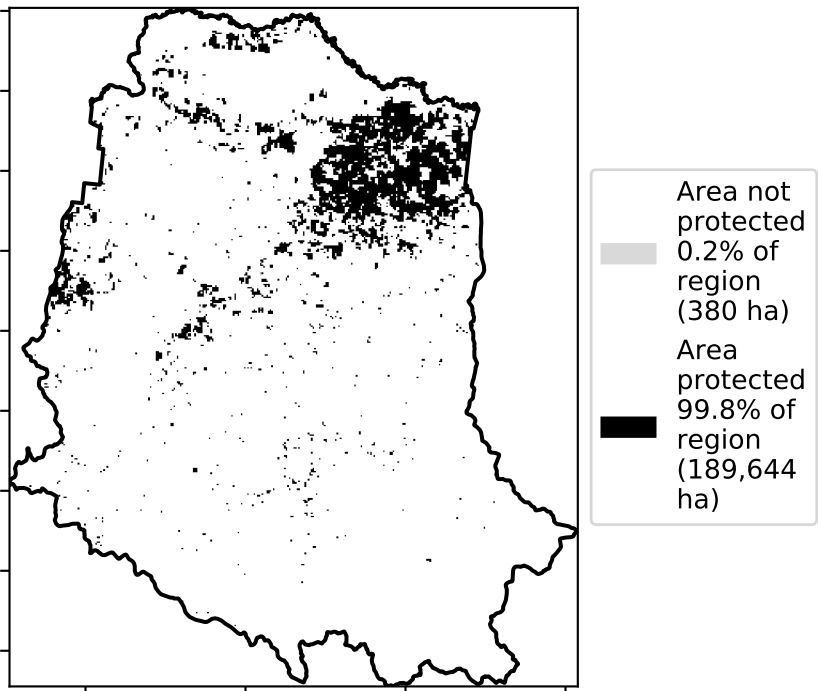 Area not
protected
0.2% of
region
(380 ha)
Area
protected
99.8% of
region
(189,644
ha)